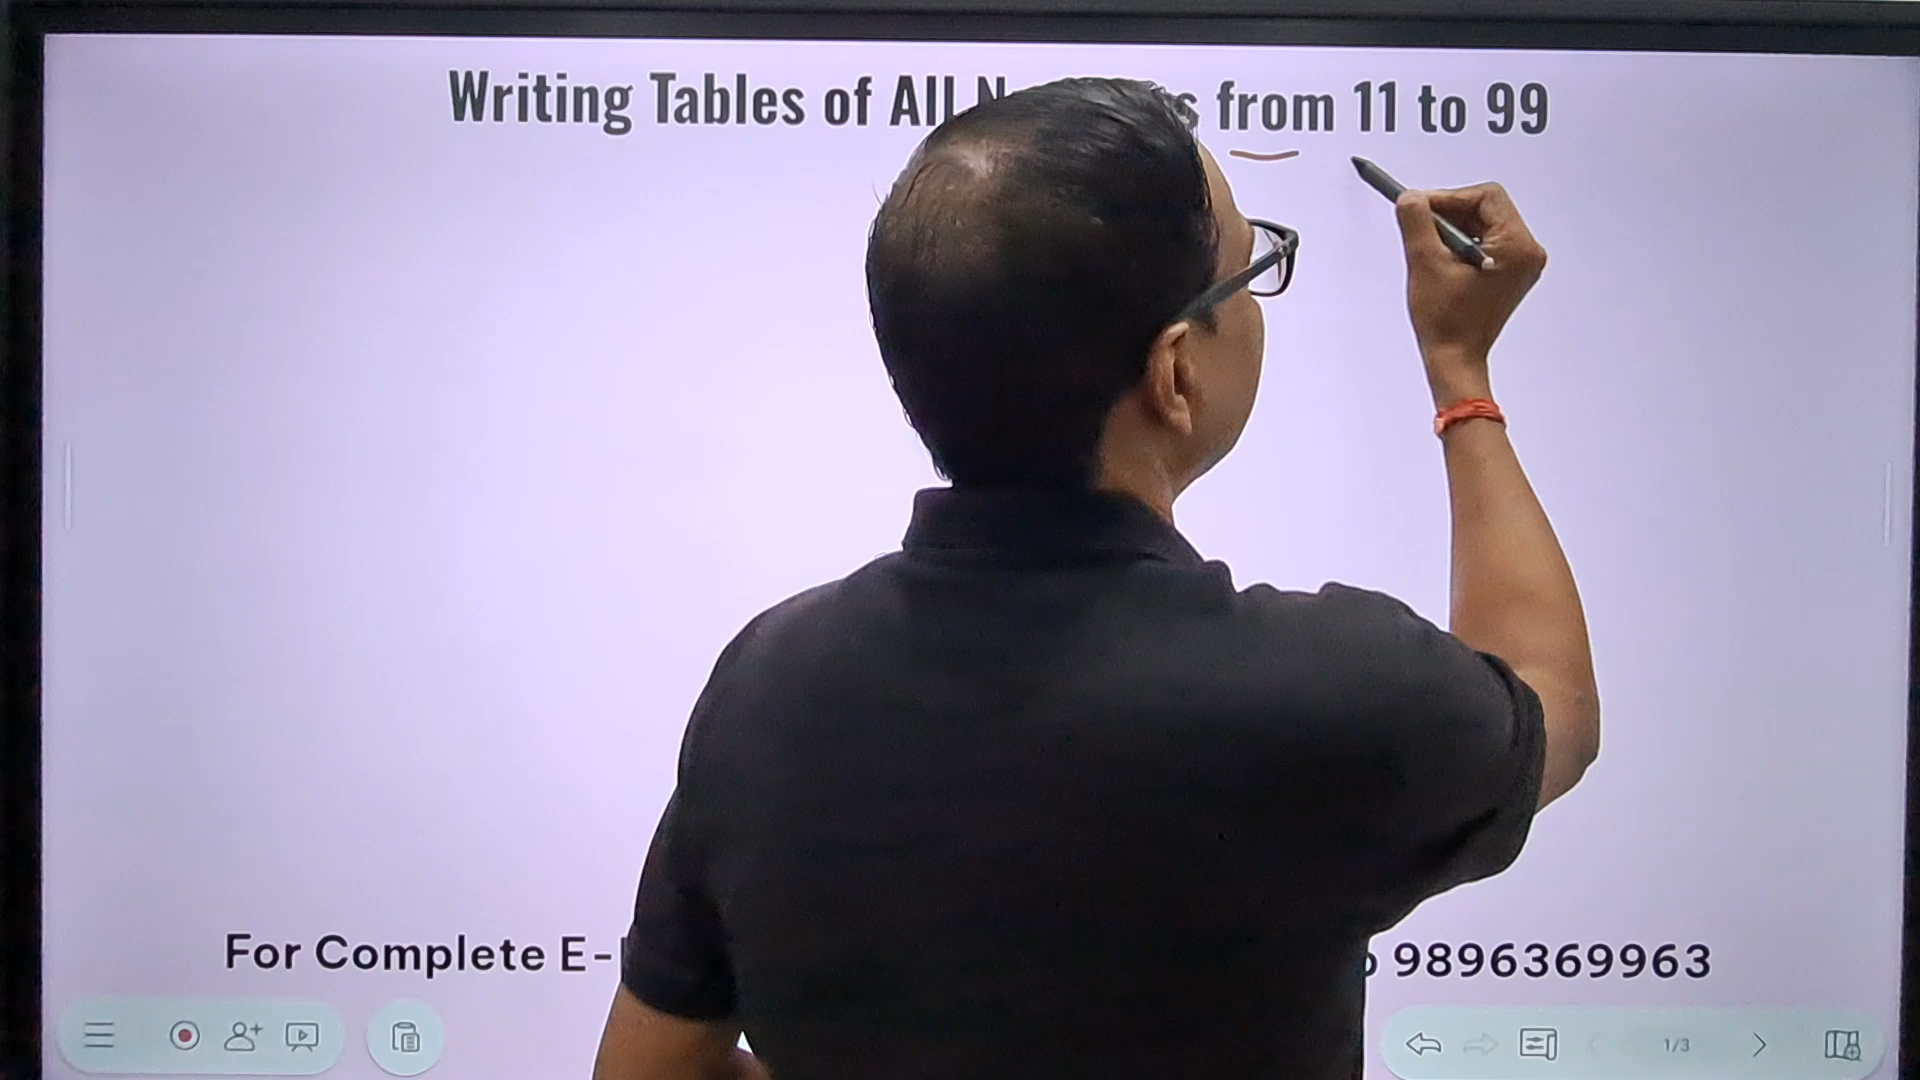 Writing Tables of All from 11 to 99
For Complete E- 9896369963
1/3